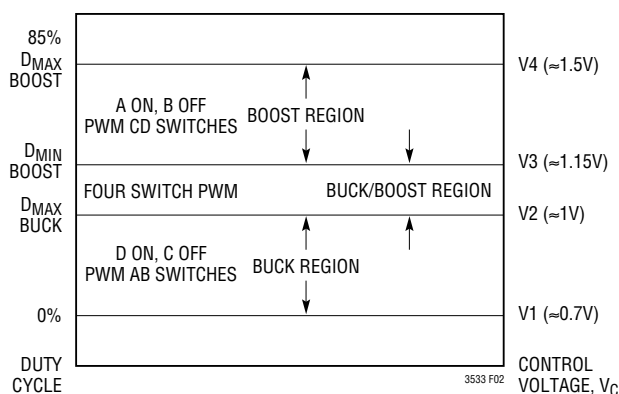 85%
DMAX
BOOST
V4 (≈1.5V)
A ON, B OFF
PWM CD SWITCHES
BOOST REGION
DMIN
BOOST
V3 (≈1.15V)
FOUR SWITCH PWM
BUCK/BOOST REGION
DMAX
BUCK
V2 (≈1V)
D ON, C OFF
PWM AB SWITCHES
BUCK REGION
0%
V1 (≈0.7V)
DUTY
CYCLE
3533 F02
CONTROL
VOLTAGE, VC